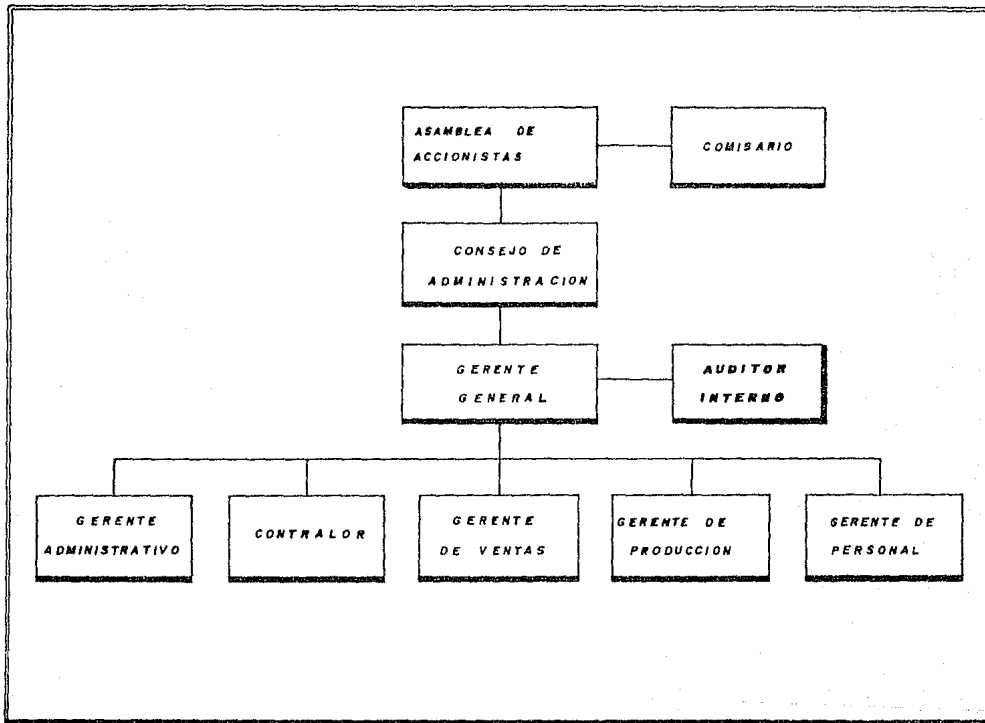 ASAMBLEA DE
ACCIONISTAS
COMISARIO
CONSEJO DE
ADMINISTRACION
GERENTE
GENERAL
AUDITOR
INTERNO
GERENTE
ADMINISTRATIVO
CONTRALOR
GERENTE
DE VENTAS
GERENTE DE
PRODUCCION
GERENTE DE
PERSONAL